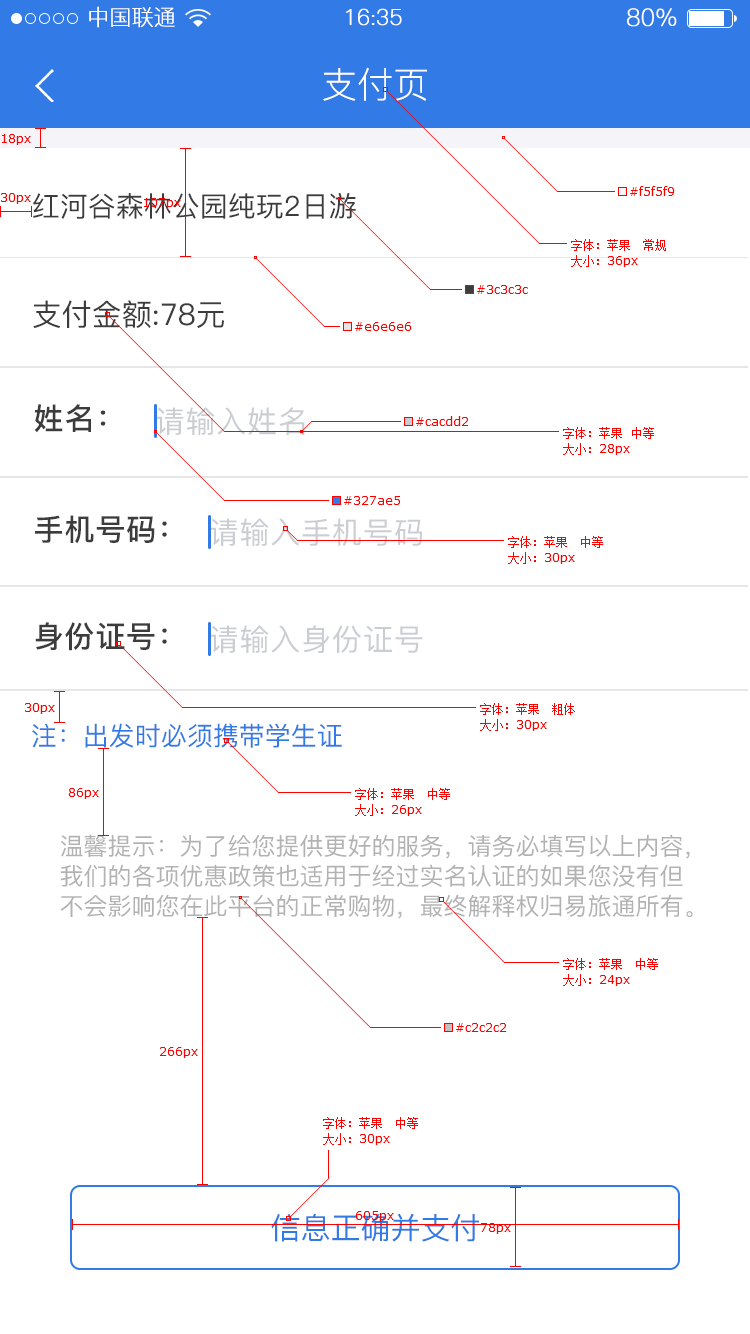 中国联通
16:35
80%
支付页
18px
#f5f5f9
30px
红河谷森林公园纯玩2日游
107px
字体：苹果 常规
大小：36px
#3c3c3c
支付金额:78元
#e6e6e6
姓名：
请输入姓名
#cacdd2
字体：苹果 中等
大小：28px
#327ae5
手机号码：
请输入手机号码
字体：苹果 中等
大小：30px
身份证号：
请输入身份证号
30px
字体：苹果 粗体
大小：30px
注：出发时必须携带学生证
86px
字体：苹果 中等
大小：26px
温馨提示：为了给您提供更好的服务，请务必填写以上内容，
我们的各项优惠政策也适用于经过实名认证的如果您没有但
不会影响您在此平台的正常购物，最终解释权归易旅通所有。
字体：苹果 中等
大小：24px
#c2c2c2
266px
字体：苹果 中等
大小：30px
605px
信息正确并支付
78px